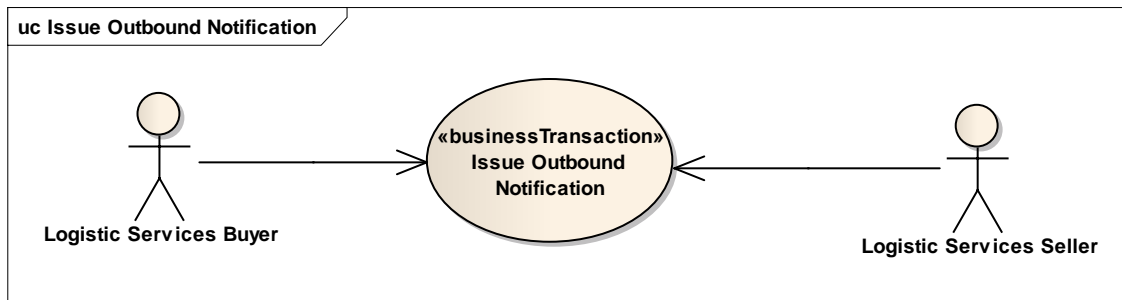 uc Issue Outbound Notification
«businessTransaction»
Issue Outbound
Notification
Logistic Services Buyer
Logistic Services Seller